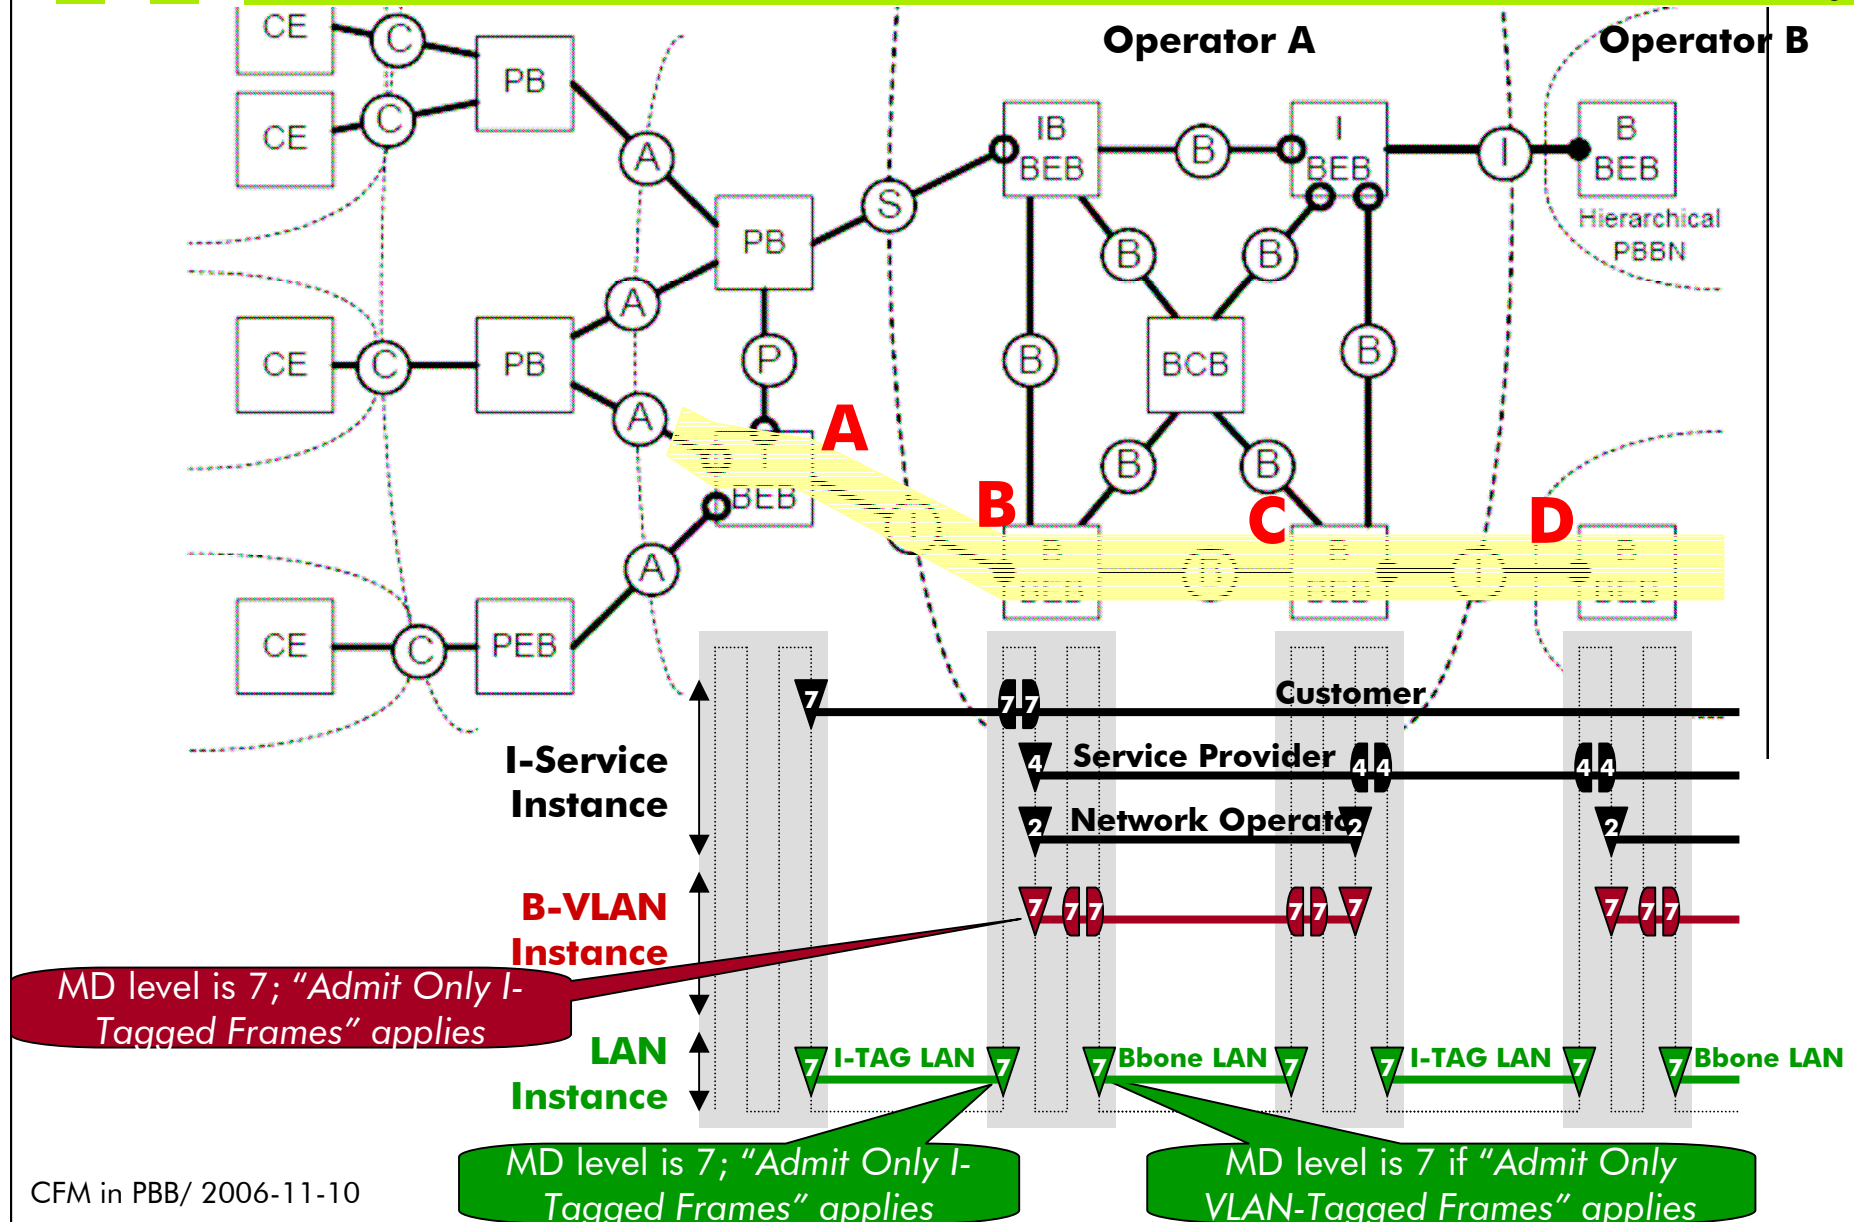 Operator A
Operator B
CE
C
PB
CE
C
A
IB
BEB
B
I
BEB
I
B
BEB
Hierarchical
PBBN
S
PB
B
B
A
CE
C
PB
P
B
BCB
B
A
A
I
BEB
B
B
B
C
D
I
B
BEB
B
B
BEB
I
B
BEB
A
CE
C
PEB
7
7 7
Customer
I-Service
Instance
4
Service Provider
4 4
4 4
2
Network Operato
2
2
B-VLAN
Instance
7
7 7
7 7
7
7
7 7
MD level is 7; “Admit Only I-
Tagged Frames” applies
LAN
Instance
7
I-TAG LAN
7
7
Bbone LAN
7
7
I-TAG LAN
7
7
Bbone LAN
MD level is 7; “Admit Only I-
Tagged Frames” applies
MD level is 7 if “Admit Only
VLAN-Tagged Frames” applies
CFM in PBB/ 2006-11-10